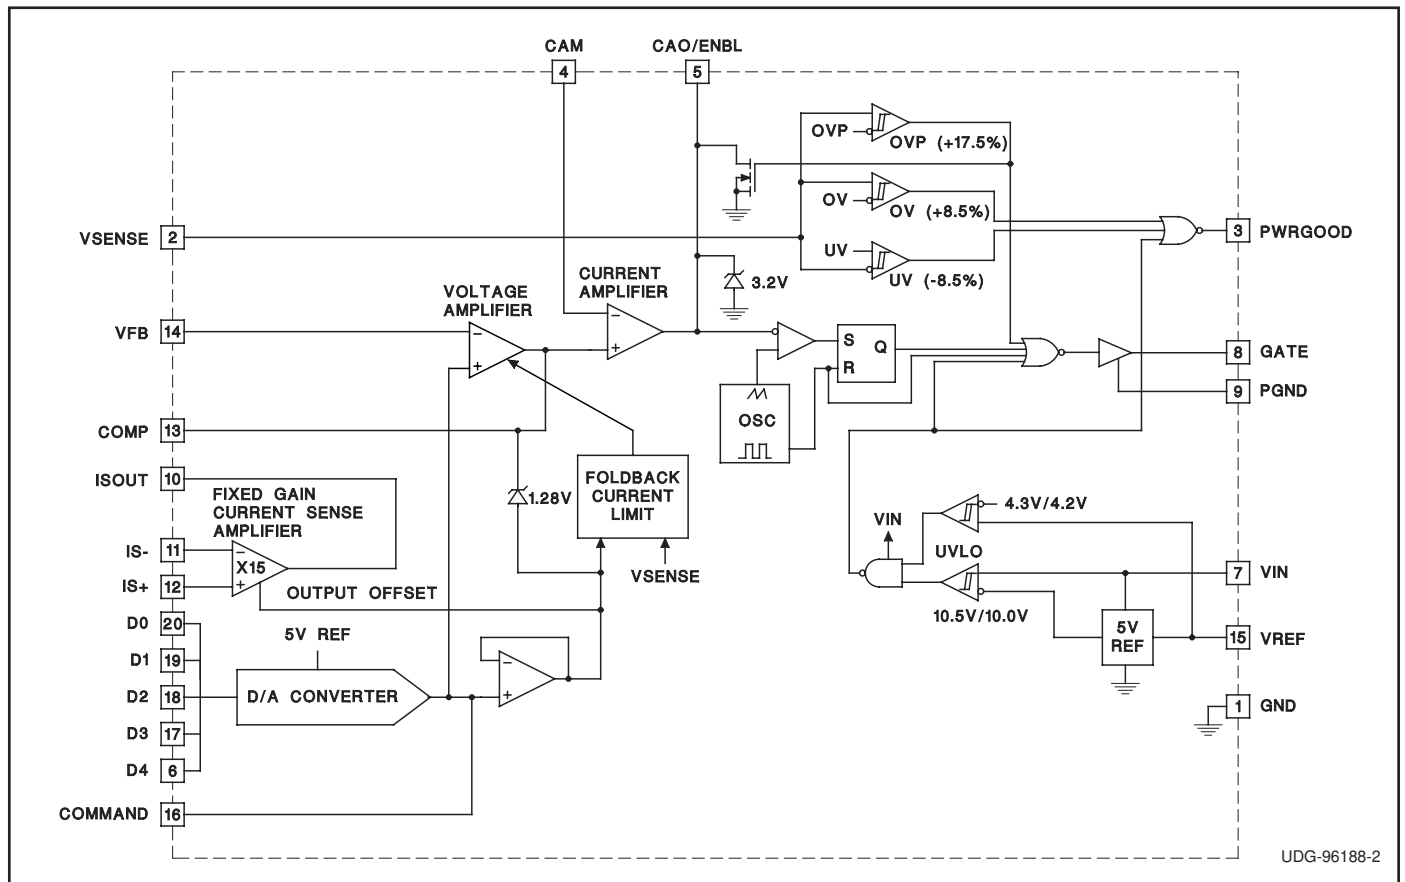 CAM
CAO/ENBL
4
5
OVP
OVP (+17.5%)
OV
OV (+8.5%)
VSENSE
2
3
PWRGOOD
UV
UV (-8.5%)
CURRENT
AMPLIFIER
3.2V
VOLTAGE
AMPLIFIER
VFB
14
-
+
-
+
S
Q
R
8
GATE
9
PGND
OSC
COMP
13
ISOUT
10
FIXED GAIN
CURRENT SENSE
AMPLIFIER
1.28V
FOLDBACK
CURRENT
LIMIT
4.3V/4.2V
VIN
UVLO
IS-
11
-
X15
+
IS+
12
VSENSE
7
VIN
OUTPUT OFFSET
10.5V/10.0V
D0
20
5V REF
5V
REF
15
VREF
D1
19
-
+
D2
18
D/A CONVERTER
1
GND
D3
17
D4
6
COMMAND
16
UDG-96188-2